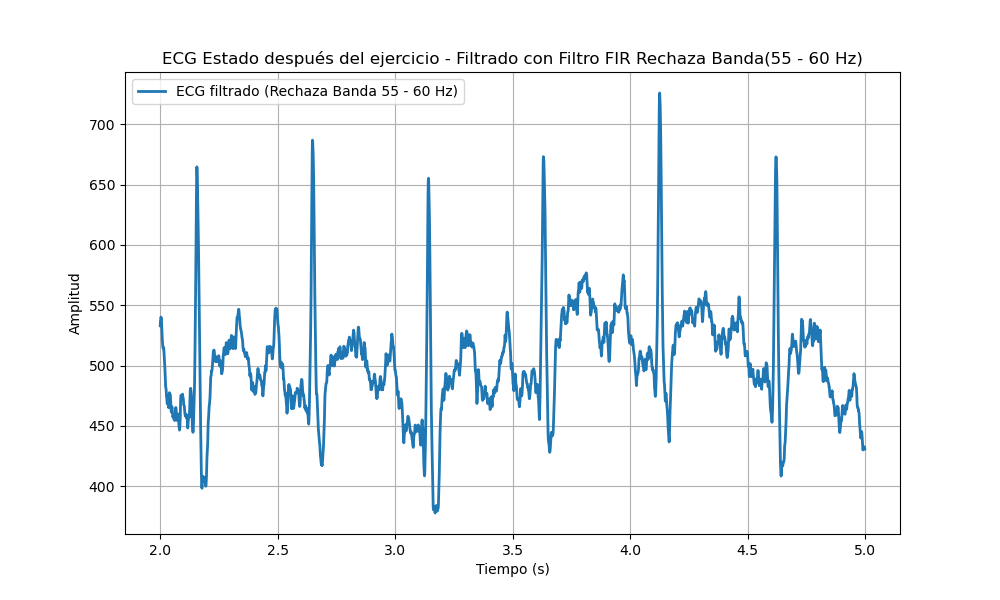 ECG Estado después del ejercicio - Filtrado con Filtro FIR Rechaza Banda(55 - 60 Hz)
ECG filtrado (Rechaza Banda 55 - 60 Hz)
700
650
600
550
500
450
400
Amplitud
2.0 2.5 3.0 3.5 4.0 4.5 5.0
Tiempo (s)